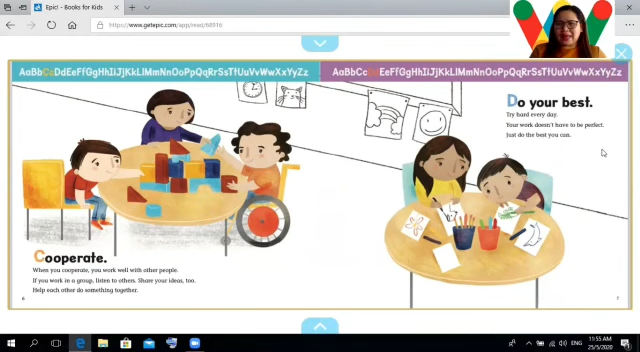 Epic! - Books for Kids
https://www.getepic.com/app/read/68916
AaBbCcDdEeFfGgHhIiJjKkLlMmNnOoPpQqRrSsTtUuVvWwXxYyZz
AaBbCcDdEeFfGgHhIiJjKkLlMmNnOoPpQqRrSsTtUuVvWwXxYyZz
Cooperate.
When you cooperate, you work well with other people.
If you work in a group, listen to others. Share your ideas, too.
Help each other do something together.
6
Do your best.
Try hard every day.
Your work doesn't have to be perfect.
Just do the best you can.
7
ENG
11:55 AM
25/5/2020